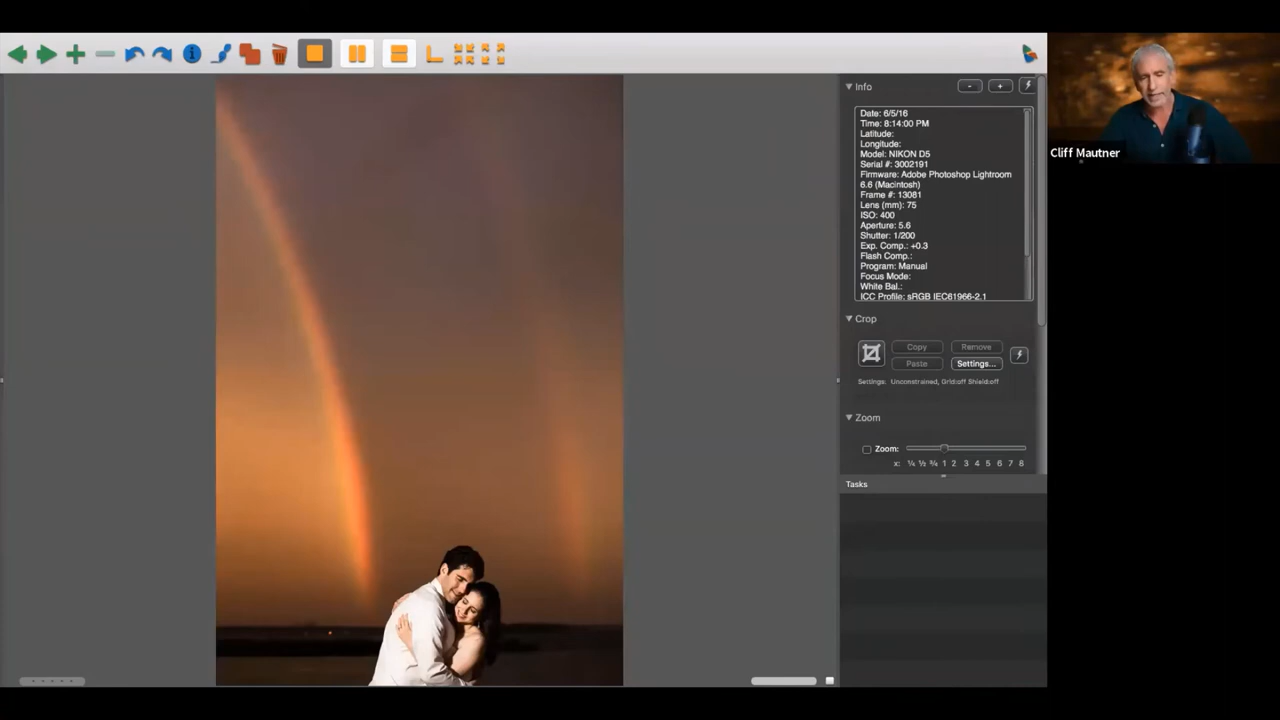 Info
-
+
Date: 6/5/16
Time: 8:14:00 PM
Latitude:
Longitude:
Model: NIKON D5
Serial #: 3002191
Firmware: Adobe Photoshop Lightroom
6.6 (Macintosh)
Frame #: 13081
Lens (mm): 75
ISO: 400
Aperture: 5.6
Shutter: 1/200
Exp. Comp.: +0.3
Flash Comp.:
Program: Manual
Focus Mode:
White Bal.:
ICC Profile: sRGB IEC61966-2.1
Crop
Copy Remove
Paste Settings...
Settings: Unconstrained, Grid:off Shield:off
Zoom
Zoom:
x: ¼ ½ ¾ 1 2 3 4 5 6 7 8
Tasks
Cliff Mautner